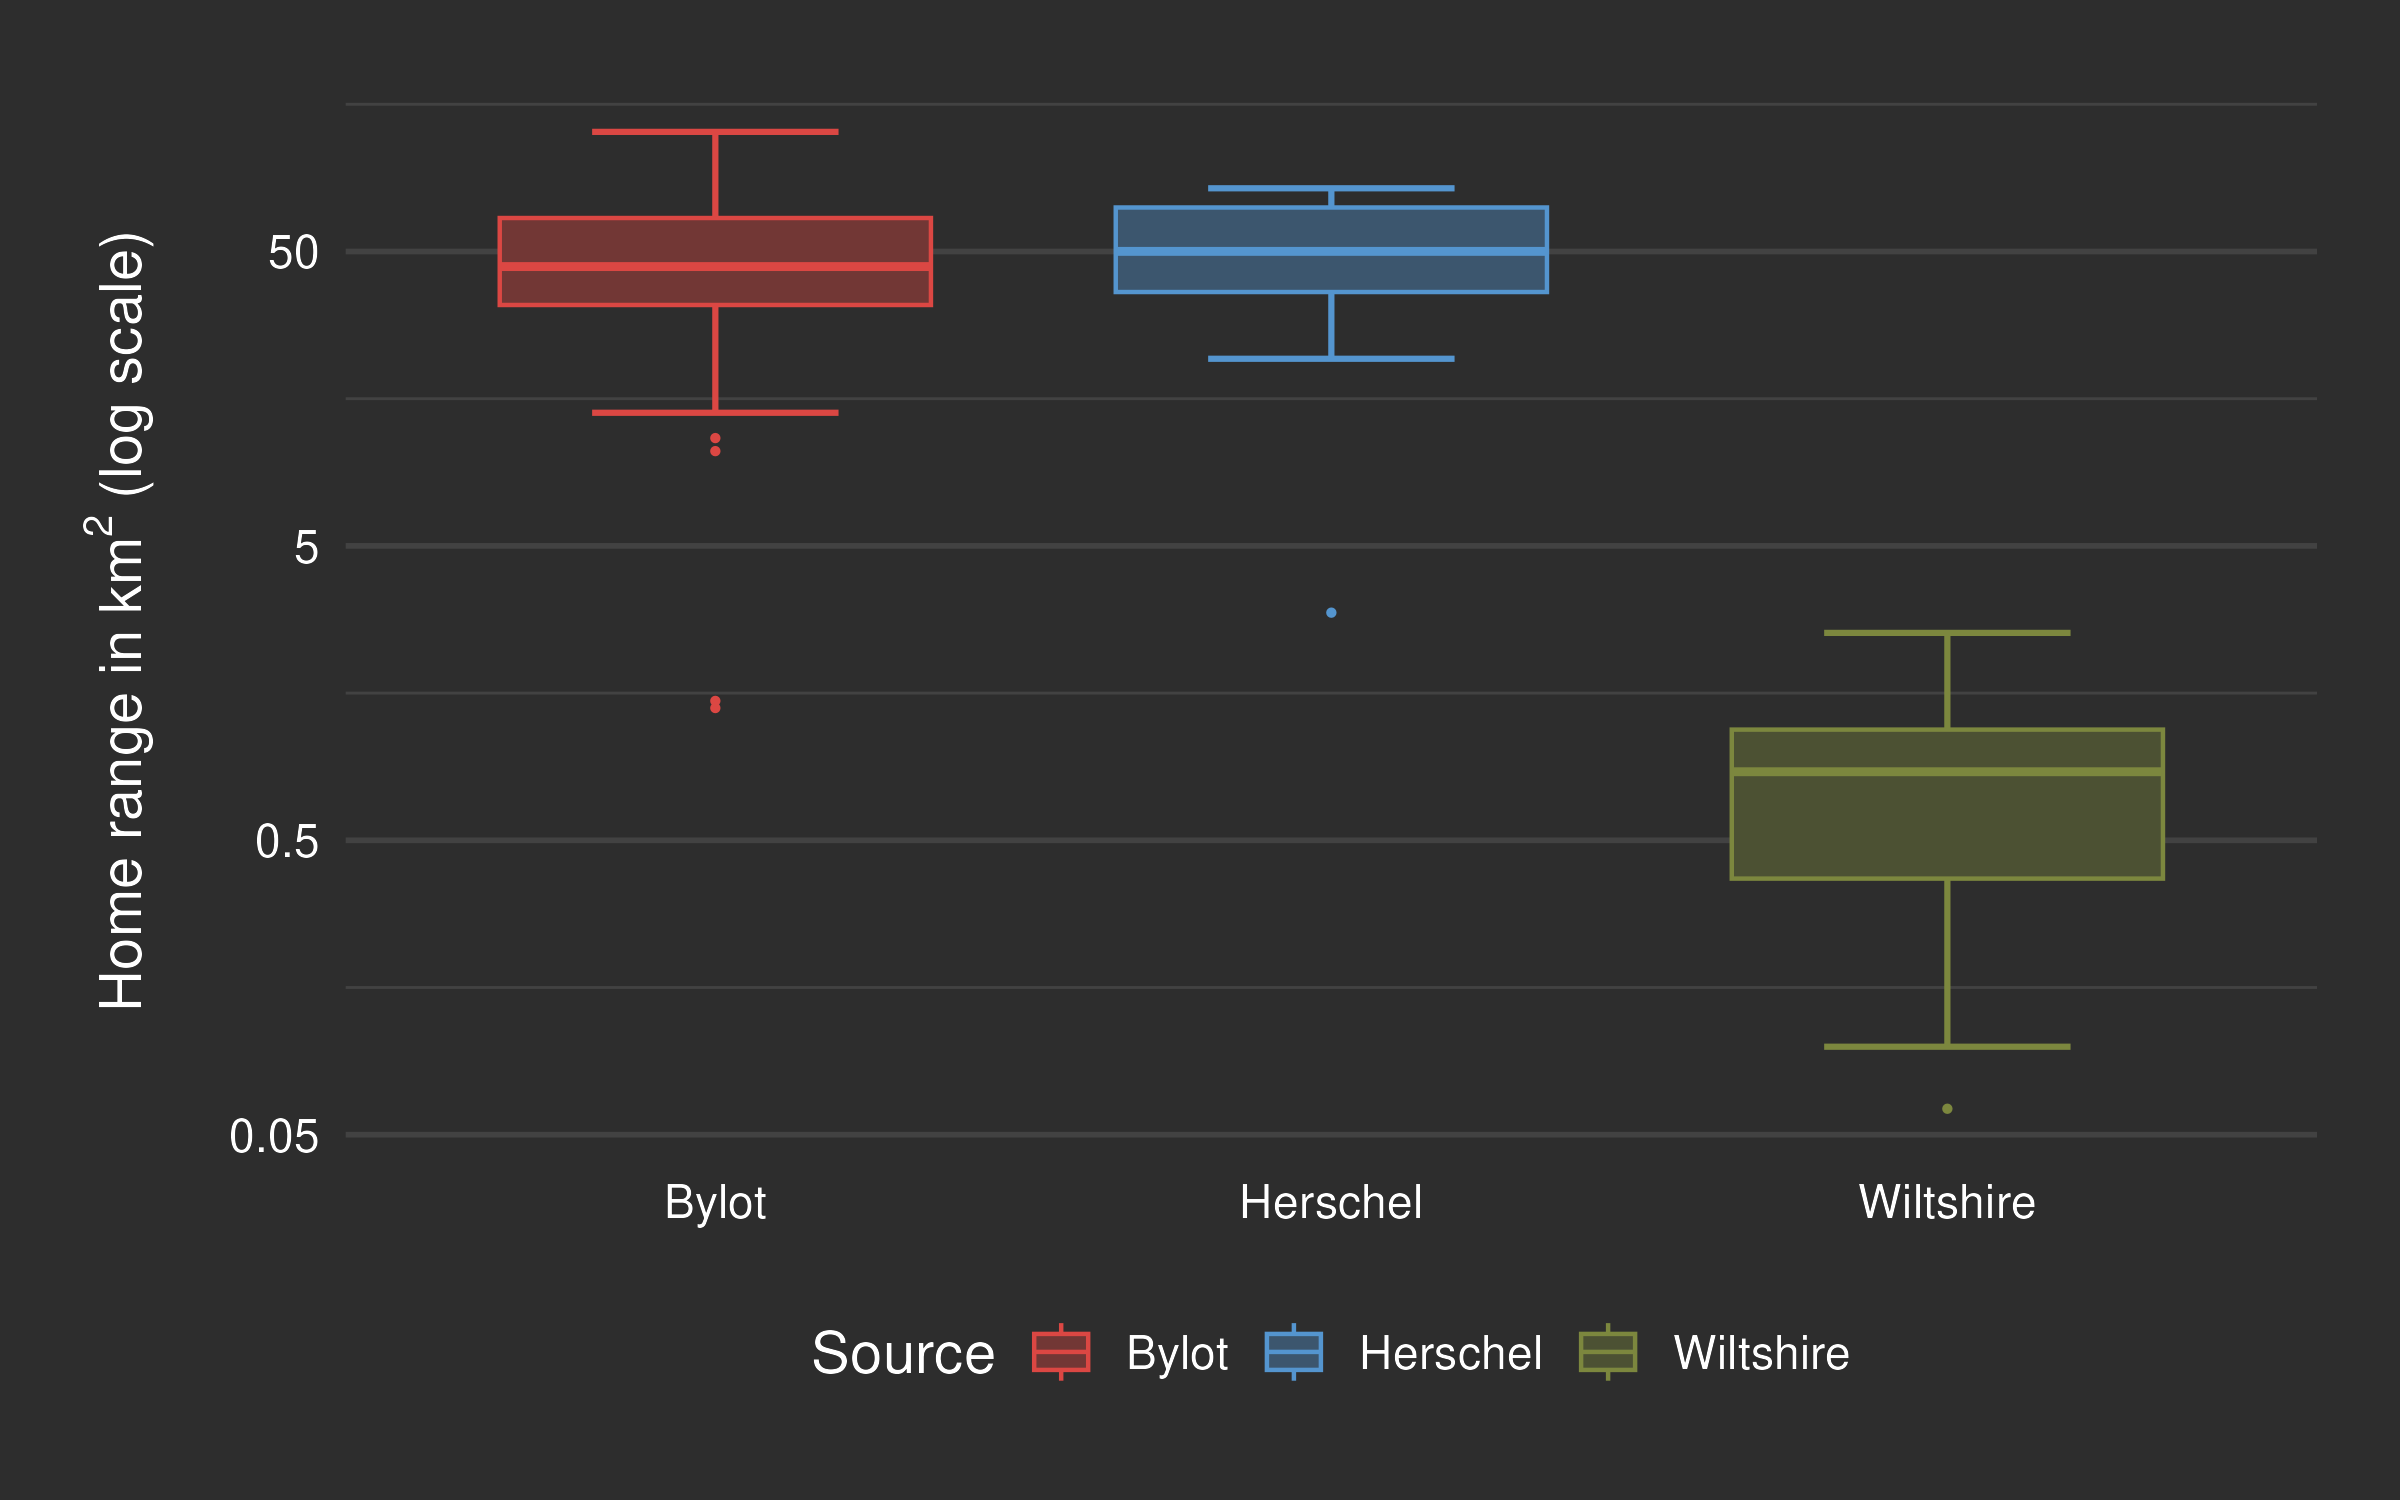 Home range in km² (log scale)
50
5
0.5
0.05
Bylot Herschel Wiltshire
Source Bylot Herschel Wiltshire